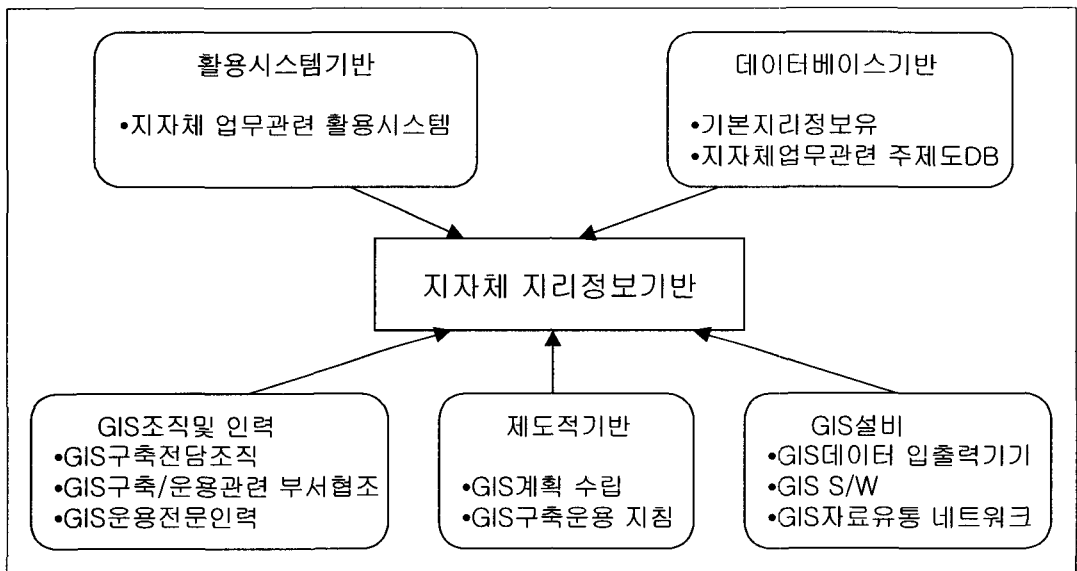 활용시스템기반
•지자체 업무관련 활용시스템
데이터베이스기반
•기본지리정보유
•지자체업무관련 주제도DB
지자체 지리정보기반
GIS조직및 인력
•GIS구축전담조직
•GIS구축/운용관련 부서협조
•GIS운용전문인력
제도적기반
•GIS계획 수립
•GIS구축운용 지침
GIS설비
•GIS데이터 입출력기기
•GIS S/W
•GIS자료유통 네트워크